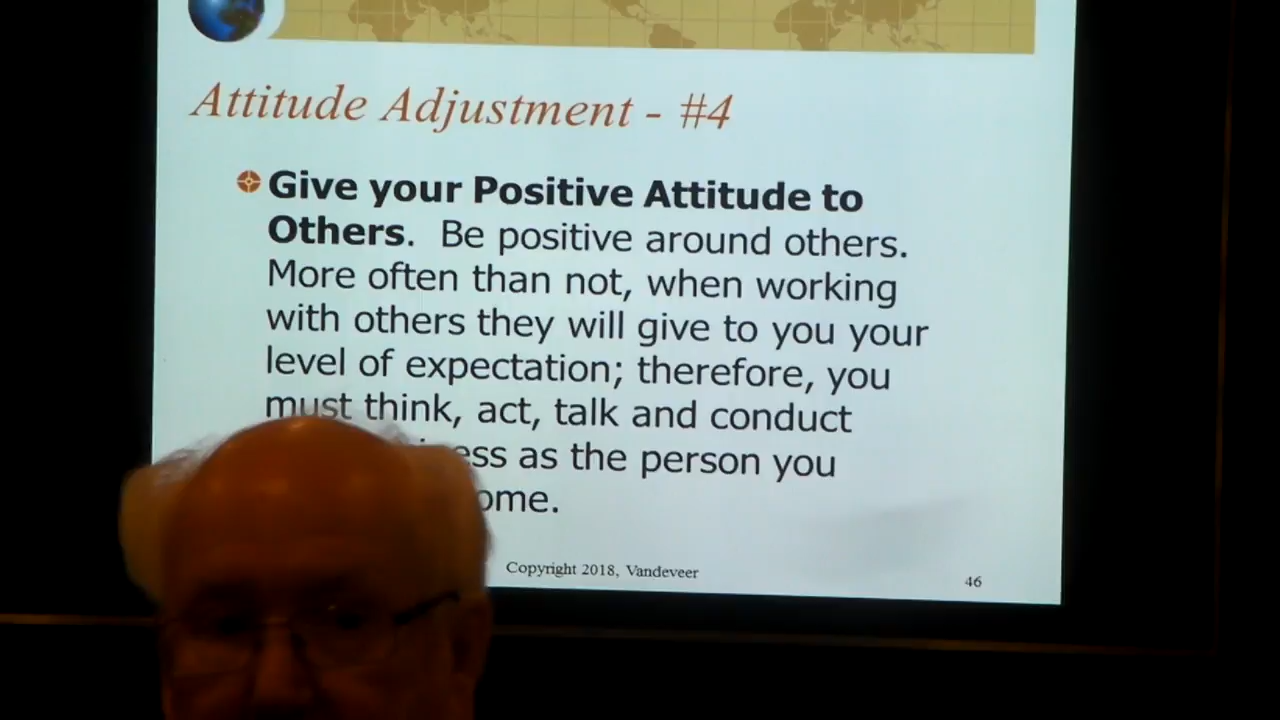 Attitude Adjustment - #4
Give your Positive Attitude to
Others. Be positive around others.
More often than not, when working
with others they will give to you your
level of expectation; therefore, you
must think, act, talk and conduct
as the person you
Copyright 2018, Vandeveer
46